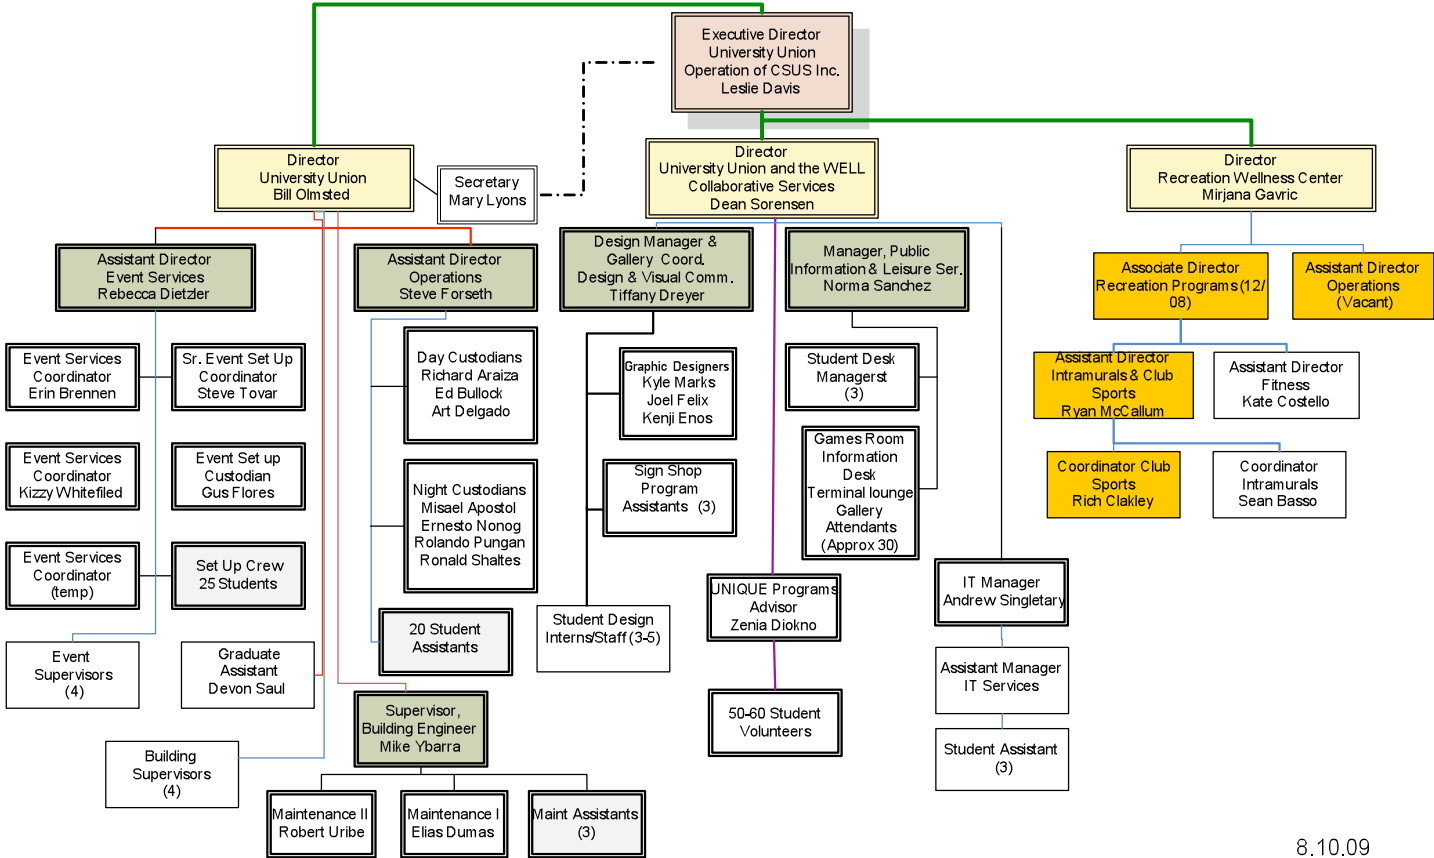 Executive Director
University Union
Operation of CSUS Inc.
Leslie Davis
Director
University Union
Bill Olmsted
Secretary
Mary Lyons
Director
University Union and the WELL
Collaborative Services
Dean Sorensen
Director
Recreation Wellness Center
Mirjana Gavric
Assistant Director
Event Services
Rebecca Dietzler
Assistant Director
Operations
Steve Forseth
Design Manager &
Gallery Coord.
Design & Visual Comm.
Tiffany Dreyer
Manager, Public
Information & Leisure Ser.
Norma Sanchez
Associate Director
Recreation Programs (12/
08)
Assistant Director
Operations
(Vacant)
Event Services
Coordinator
Erin Brennen
Sr. Event Set Up
Coordinator
Steve Tovar
Day Custodians
Richard Araiza
Ed Bullock
Art Delgado
Graphic Designers
Kyle Marks
Joel Felix
Kenji Enos
Student Desk
Managerst
(3)
Assistant Director
Intramurals & Club
Sports
Ryan McCallum
Assistant Director
Fitness
Kate Costello
Event Services
Coordinator
Kizzy Whitefiled
Event Set up
Custodian
Gus Flores
Night Custodians
Misael Apostol
Ernesto Nonog
Rolando Pungan
Ronald Shaltes
Sign Shop
Program
Assistants (3)
Games Room
Information
Desk
Terminal lounge
Gallery
Attendants
(Approx 30)
Coordinator Club
Sports
Rich Clakley
Coordinator
Intramurals
Sean Basso
Event Services
Coordinator
(temp)
Set Up Crew
25 Students
20 Student
Assistants
Student Design
Interns/Staff (3-5)
UNIQUE Programs
Advisor
Zenia Diokno
IT Manager
Andrew Singletary
Event
Supervisors
(4)
Graduate
Assistant
Devon Saul
Assistant Manager
IT Services
Supervisor,
Building Engineer
Mike Ybarra
50-60 Student
Volunteers
Student Assistant
(3)
Building
Supervisors
(4)
Maintenance II
Robert Uribe
Maintenance I
Elias Dumas
Maint Assistants
(3)
8.10.09